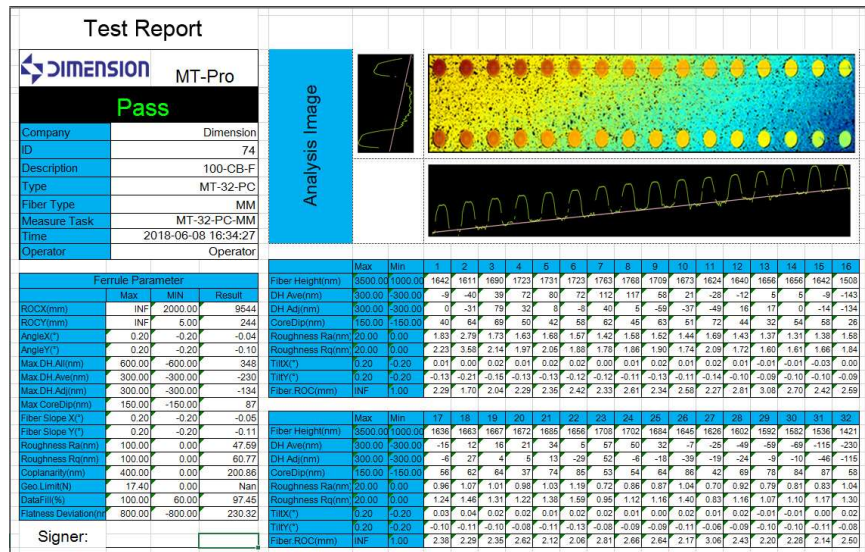 Test Report
DIMENSION MT-Pro
Pass
Company Dimension
ID 74
Description 100-CB-F
Type MT-32-PC
Fiber Type MM
Measure Task MT-32-PC-MM
Time 2018-06-08 16:34:27
Operator Operator
Analysis Image
Ferrule Parameter
Max MIN Result
ROCX(mm) INF 2000.00 9544
ROCY(mm) INF 5.00 244
AngleX(°) 0.20 -0.20 -0.04
AngleY(°) 0.20 -0.20 -0.10
Max.DH.All(nm) 600.00 -600.00 348
Max.DH.Ave(nm) 300.00 -300.00 -230
Max.DH.Adj(nm) 300.00 -300.00 -134
Max CoreDip(nm) 150.00 -150.00 87
Fiber Slope X(°) 0.20 -0.20 -0.05
Fiber Slope Y(°) 0.20 -0.20 -0.11
Roughness Ra(nm) 100.00 0.00 47.59
Roughness Rq(nm) 100.00 0.00 60.77
Coplanarity(nm) 400.00 0.00 200.86
Geo.Limit(N) 17.40 0.00 Nan
DataFill(%) 100.00 60.00 97.45
Flatness Deviation(nr 800.00 -800.00 230.32
Signer:
Max Min 1 2 3 4 5 6 7 8 9 10 11 12 13 14 15 16
Fiber Height(nm) 3500.00 1000.00 1642 1611 1690 1723 1731 1723 1763 1768 1709 1673 1624 1640 1656 1656 1642 1508
DH Ave(nm) 300.00 -300.00 -9 -40 39 72 80 72 112 117 58 21 -28 -12 5 5 -9 -143
DH Adj(nm) 300.00 -300.00 0 -31 79 32 8 -8 40 5 -59 -37 -49 16 17 0 -14 -134
CoreDip(nm) 150.00 -150.00 40 64 69 50 42 58 62 45 63 51 72 44 32 54 58 26
Roughness Ra(nm) 20.00 0.00 1.83 2.79 1.73 1.63 1.68 1.57 1.42 1.58 1.52 1.44 1.69 1.43 1.37 1.31 1.38 1.58
Roughness Rq(nm) 20.00 0.00 2.23 3.58 2.14 1.97 2.05 1.88 1.78 1.86 1.90 1.74 2.09 1.72 1.60 1.61 1.66 1.84
TiltX(°) 0.20 -0.20 0.01 0.00 0.02 0.01 0.02 0.02 0.00 0.01 0.02 0.01 0.01 0.02 0.01 -0.01 -0.03 0.00
TiltY(°) 0.20 -0.20 -0.13 -0.21 -0.15 -0.13 -0.13 -0.12 -0.12 -0.11 -0.13 -0.11 -0.14 -0.10 -0.09 -0.10 -0.10 -0.09
Fiber.ROC(mm) INF 1.00 2.29 1.70 2.04 2.29 2.35 2.42 2.33 2.61 2.34 2.58 2.27 2.81 3.08 2.70 2.42 2.59
Max Min 17 18 19 20 21 22 23 24 25 26 27 28 29 30 31 32
Fiber Height(nm) 3500.00 1000.00 1636 1663 1667 1672 1685 1656 1708 1702 1684 1645 1626 1602 1592 1582 1536 1421
DH Ave(nm) 300.00 -300.00 -15 12 16 21 34 5 57 50 32 -7 -25 -49 -59 -69 -115 -230
DH Adj(nm) 300.00 -300.00 -6 27 4 5 13 -29 52 -6 -18 -39 -19 -24 -9 -10 -46 -115
CoreDip(nm) 150.00 -150.00 56 62 64 37 74 85 53 54 64 86 42 69 78 84 87 58
Roughness Ra(nm) 20.00 0.00 0.96 1.07 1.01 0.98 1.03 1.19 0.72 0.86 0.87 1.04 0.70 0.92 0.79 0.81 0.83 1.04
Roughness Rq(nm) 20.00 0.00 1.24 1.46 1.31 1.22 1.38 1.59 0.95 1.12 1.16 1.40 0.83 1.16 1.07 1.10 1.17 1.30
TiltX(°) 0.20 -0.20 0.03 0.04 0.02 0.02 0.01 0.02 0.01 0.02 0.01 -0.01 0.00 0.02 -0.01 -0.01 0.00 0.02
TiltY(°) 0.20 -0.20 -0.10 -0.11 -0.10 -0.08 -0.11 -0.13 -0.08 -0.09 -0.09 -0.11 -0.06 -0.09 -0.10 -0.10 -0.11 -0.08
Fiber.ROC(mm) INF 1.00 2.38 2.29 2.35 2.62 2.12 2.06 2.81 2.66 2.64 2.17 3.06 2.43 2.20 2.28 2.14 2.50